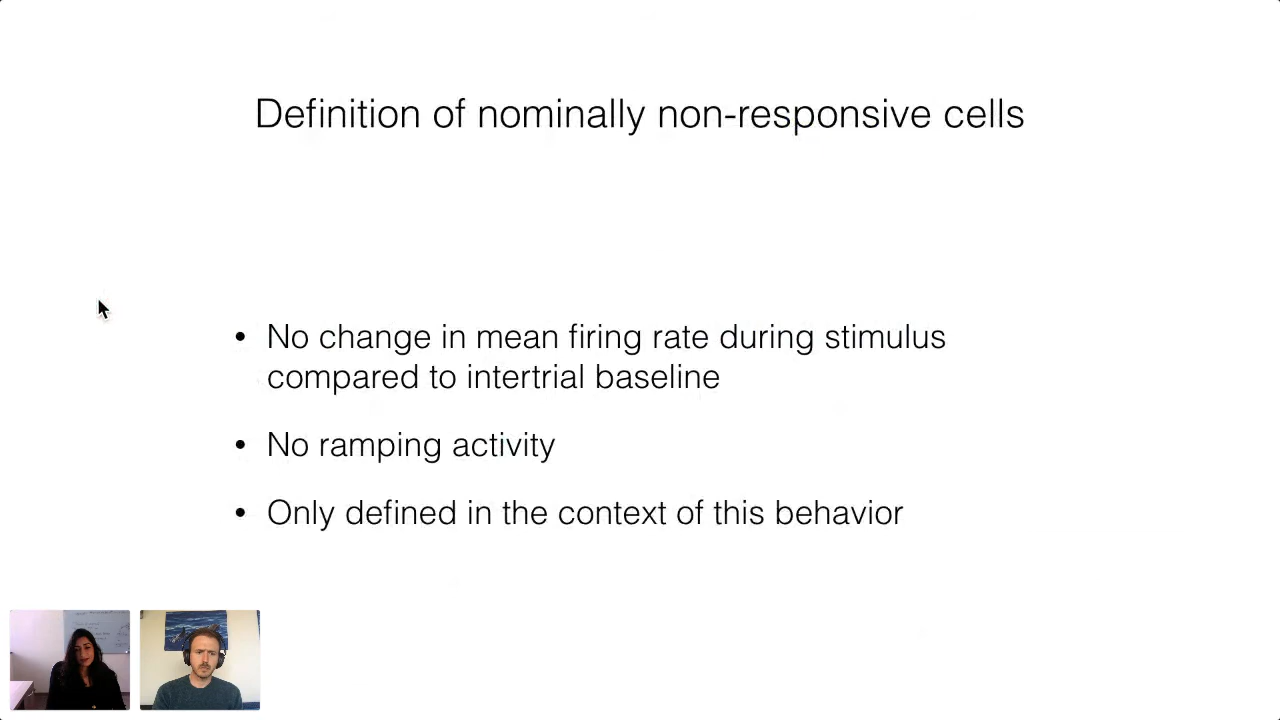 Definition of nominally non-responsive cells
• No change in mean firing rate during stimulus
compared to intertrial baseline
• No ramping activity
• Only defined in the context of this behavior